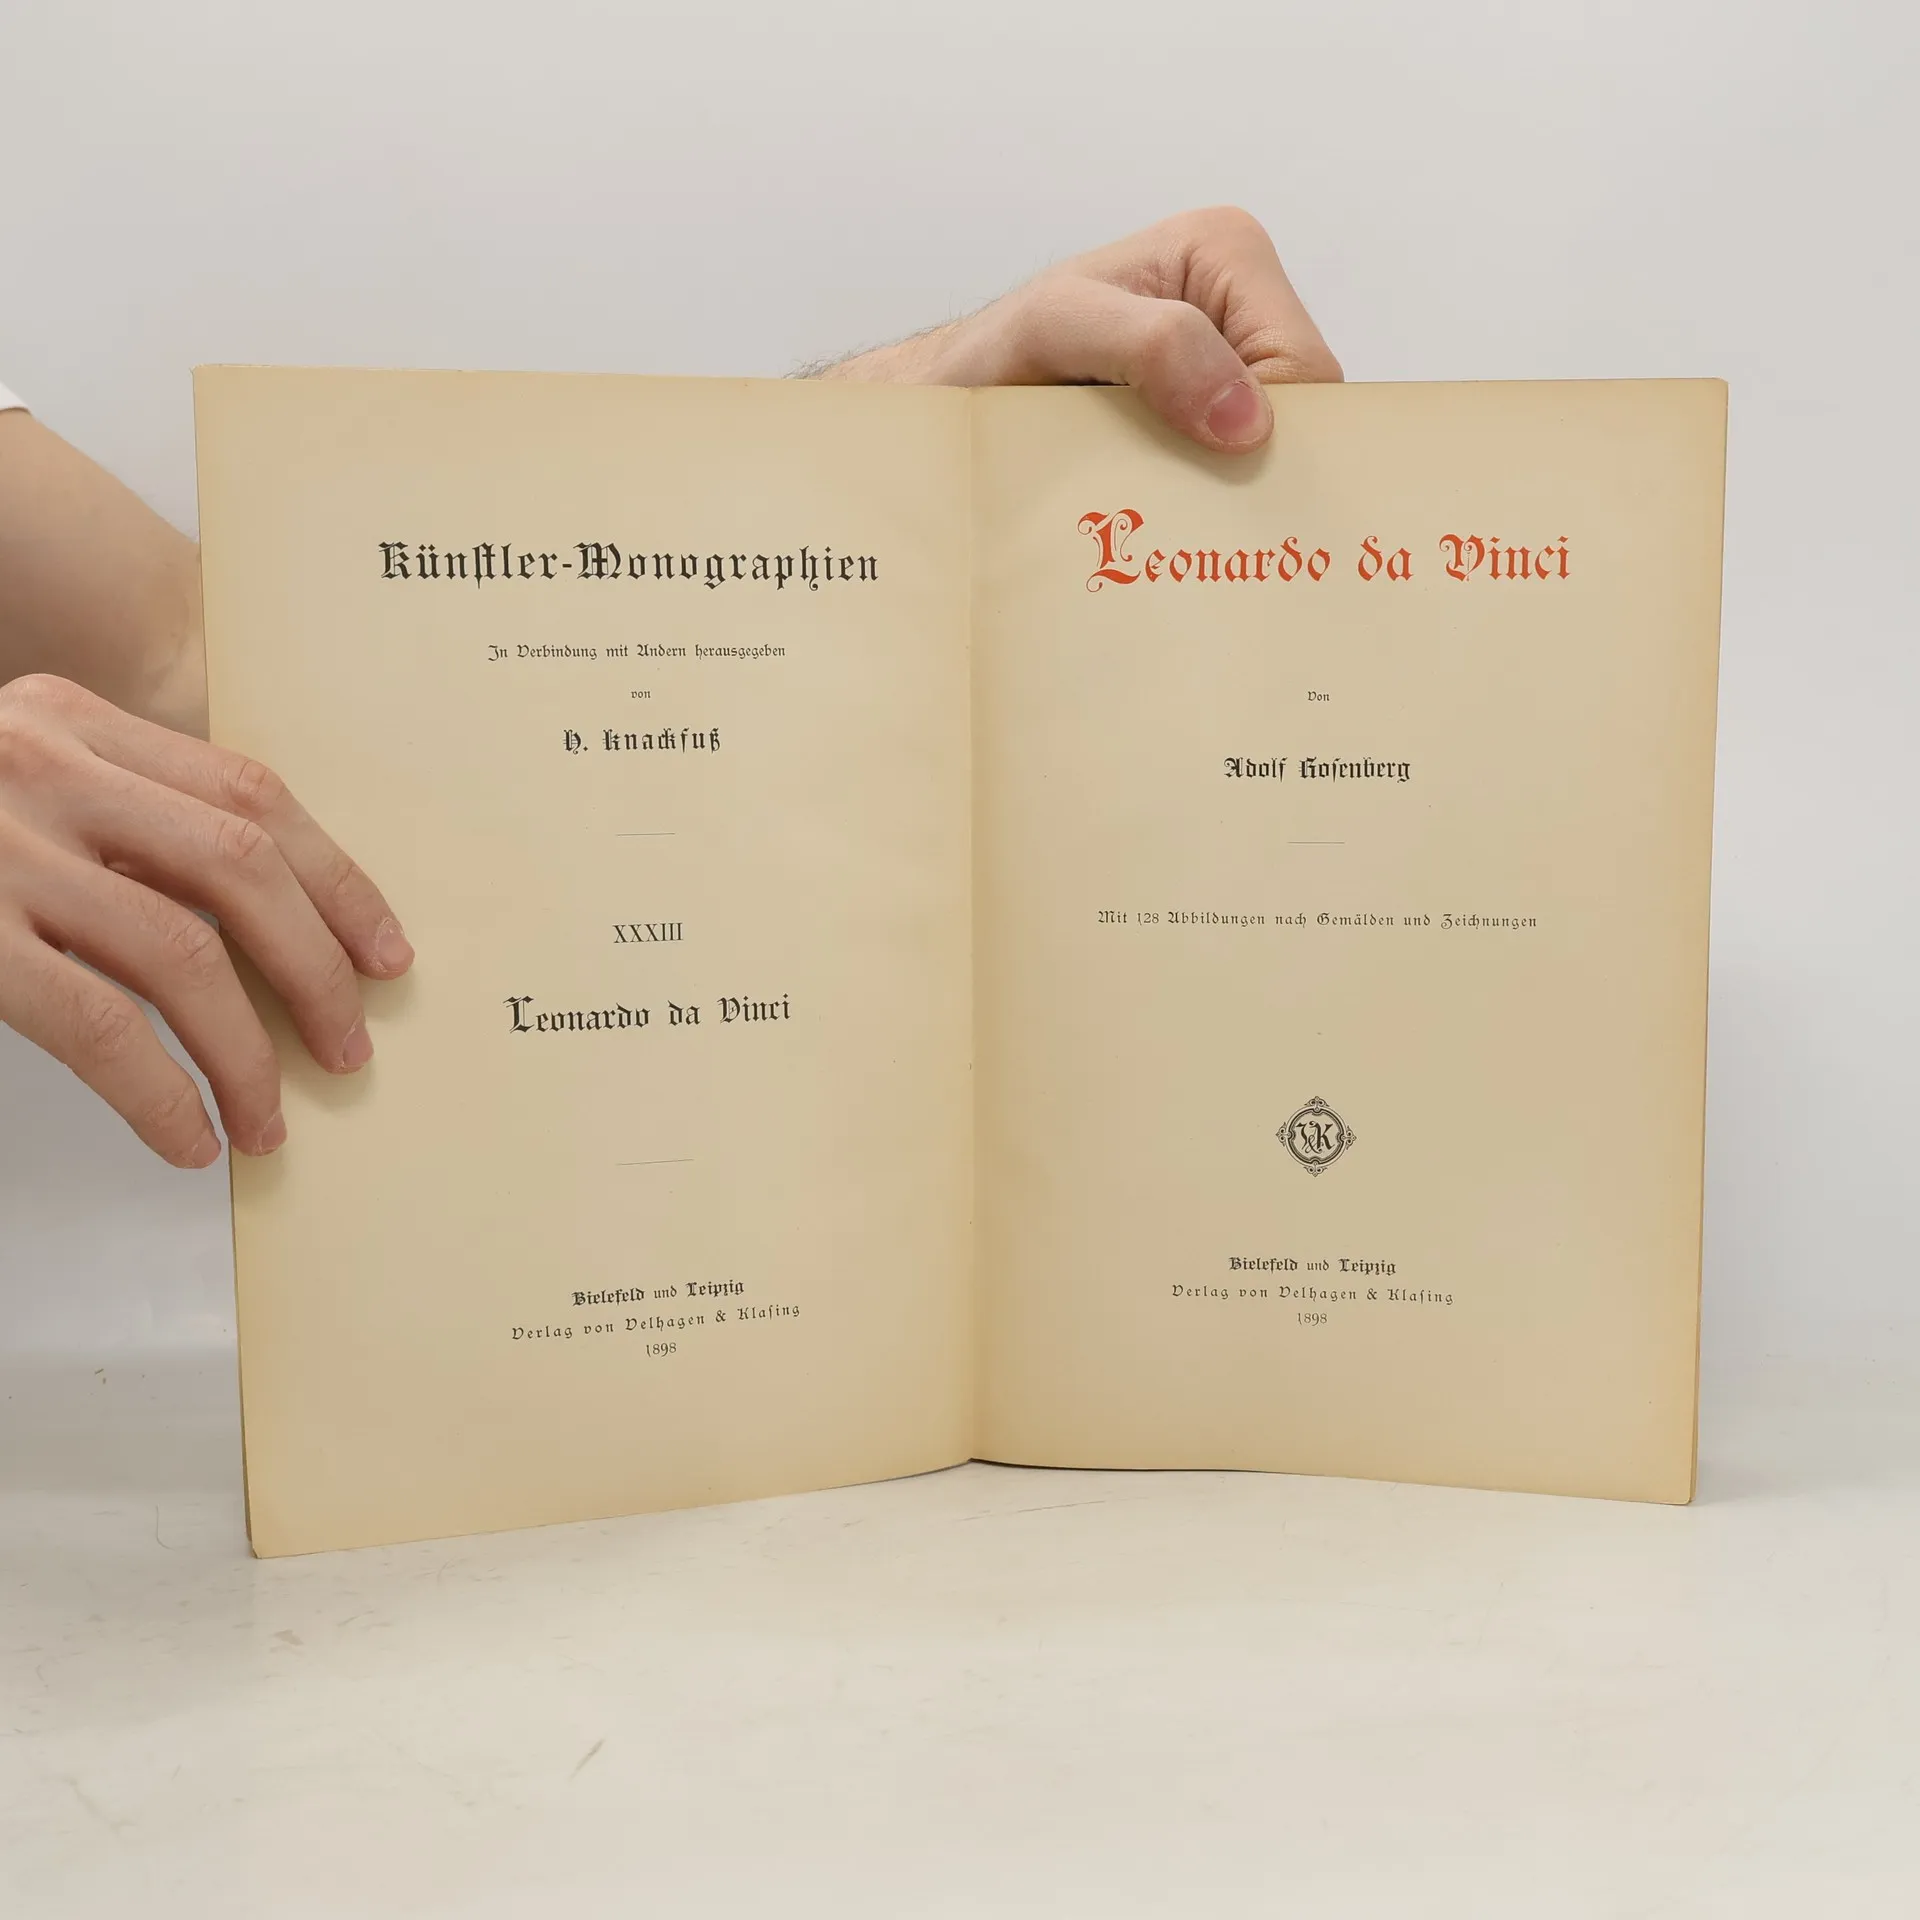 Künstler-Monographien
In Verbindung mit Andern herausgegeben
von
H. Knackfuß
XXXIII
Leonardo da Vinci
Bielefeld und Leipzig
Verlag von Velhagen & Klasing
1898
Leonardo da Vinci
Von
Adolf Rosenberg
Mit 128 Abbildungen nach Gemälden und Zeichnungen
V&K
Bielefeld und Leipzig
Verlag von Velhagen & Klasing
1898